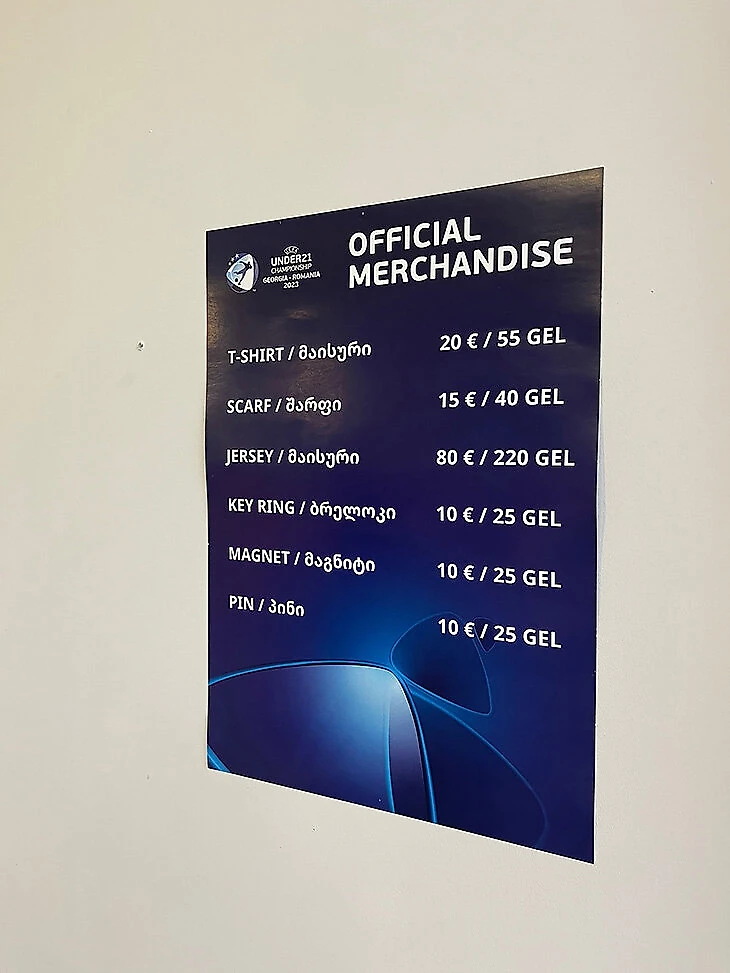 UEFA
UNDER21
CHAMPIONSHIP
GEORGIA - ROMANIA
2023
OFFICIAL
MERCHANDISE
T-SHIRT / მაისური 20 € / 55 GEL
SCARF / შარფი 15 € / 40 GEL
JERSEY / მაისური 80 € / 220 GEL
KEY RING / ბრელოკი 10 € / 25 GEL
MAGNET / მაგნიტი 10 € / 25 GEL
PIN / პინი 10 € / 25 GEL